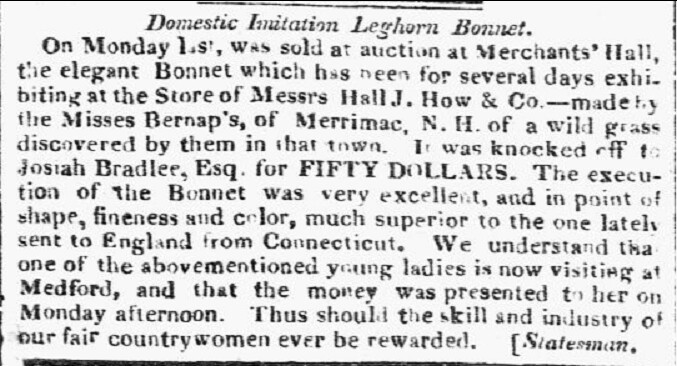 Domestic Imitation Leghorn Bonnet.
On Monday last, was sold at auction at Merchants' Hall,
the elegant Bonnet which has been for several days exhi-
biting at the Store of Messrs Hall J. How & Co.—made by
the Misses Bernap's, of Merrimac, N. H. of a wild grass
discovered by them in that town. It was knocked off to
Josiah Bradlee, Esq. for FIFTY DOLLARS. The execu-
tion of the Bonnet was very excellent, and in point of
shape, fineness and color, much superior to the one lately
sent to England from Connecticut. We understand tha
one of the abovementioned young ladies is now visiting at
Medford, and that the money was presented to her on
Monday afternoon. Thus should the skill and industry of
our fair countrywomen ever be rewarded. [Statesman.